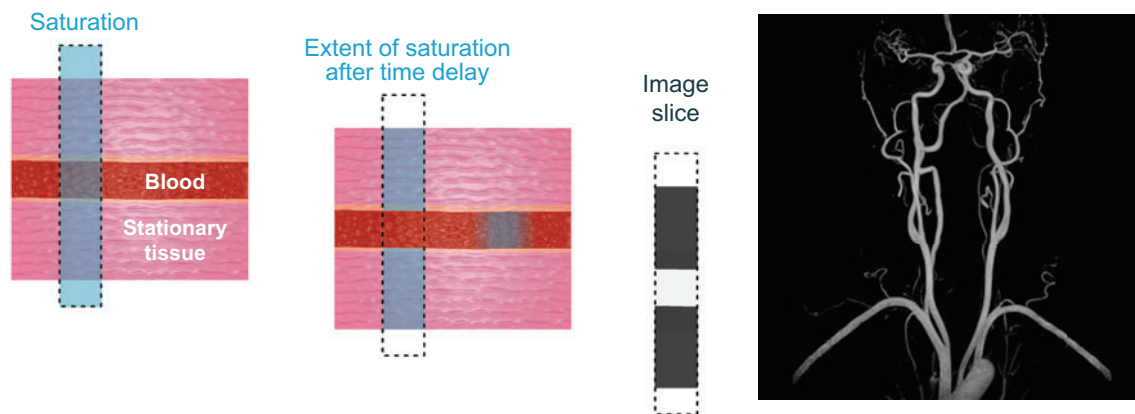 Saturation
Extent of saturation
after time delay
Image
slice
Blood
Stationary
tissue